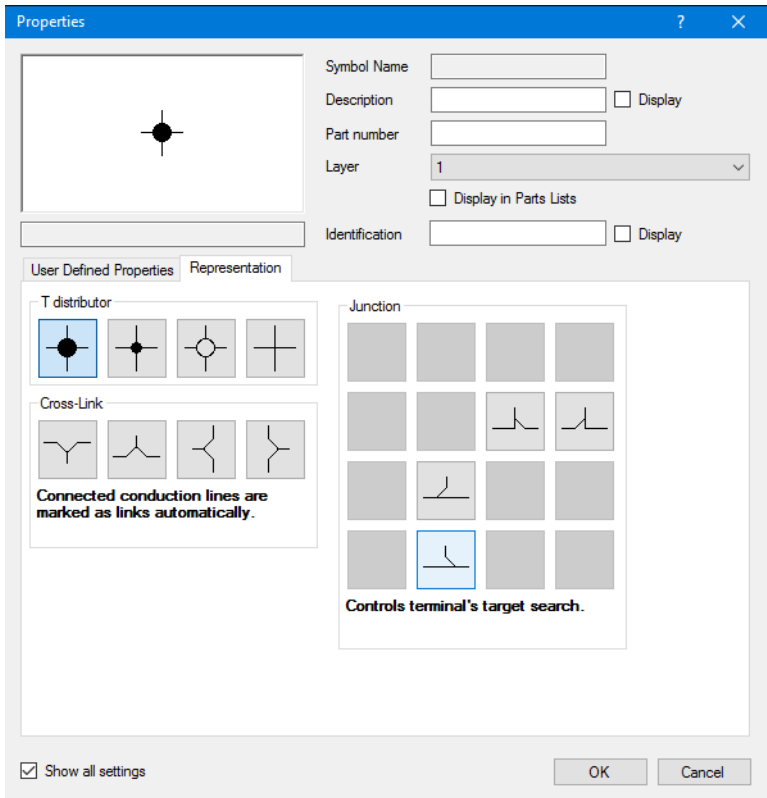 Properties
?
Symbol Name
Description
Display
Part number
Layer
1
Display in Parts Lists
Identification
Display
User Defined Properties
Representation
T distributor
Junction
Cross-Link
Connected conduction lines are
marked as links automatically.
Controls terminal's target search.
Show all settings
OK
Cancel